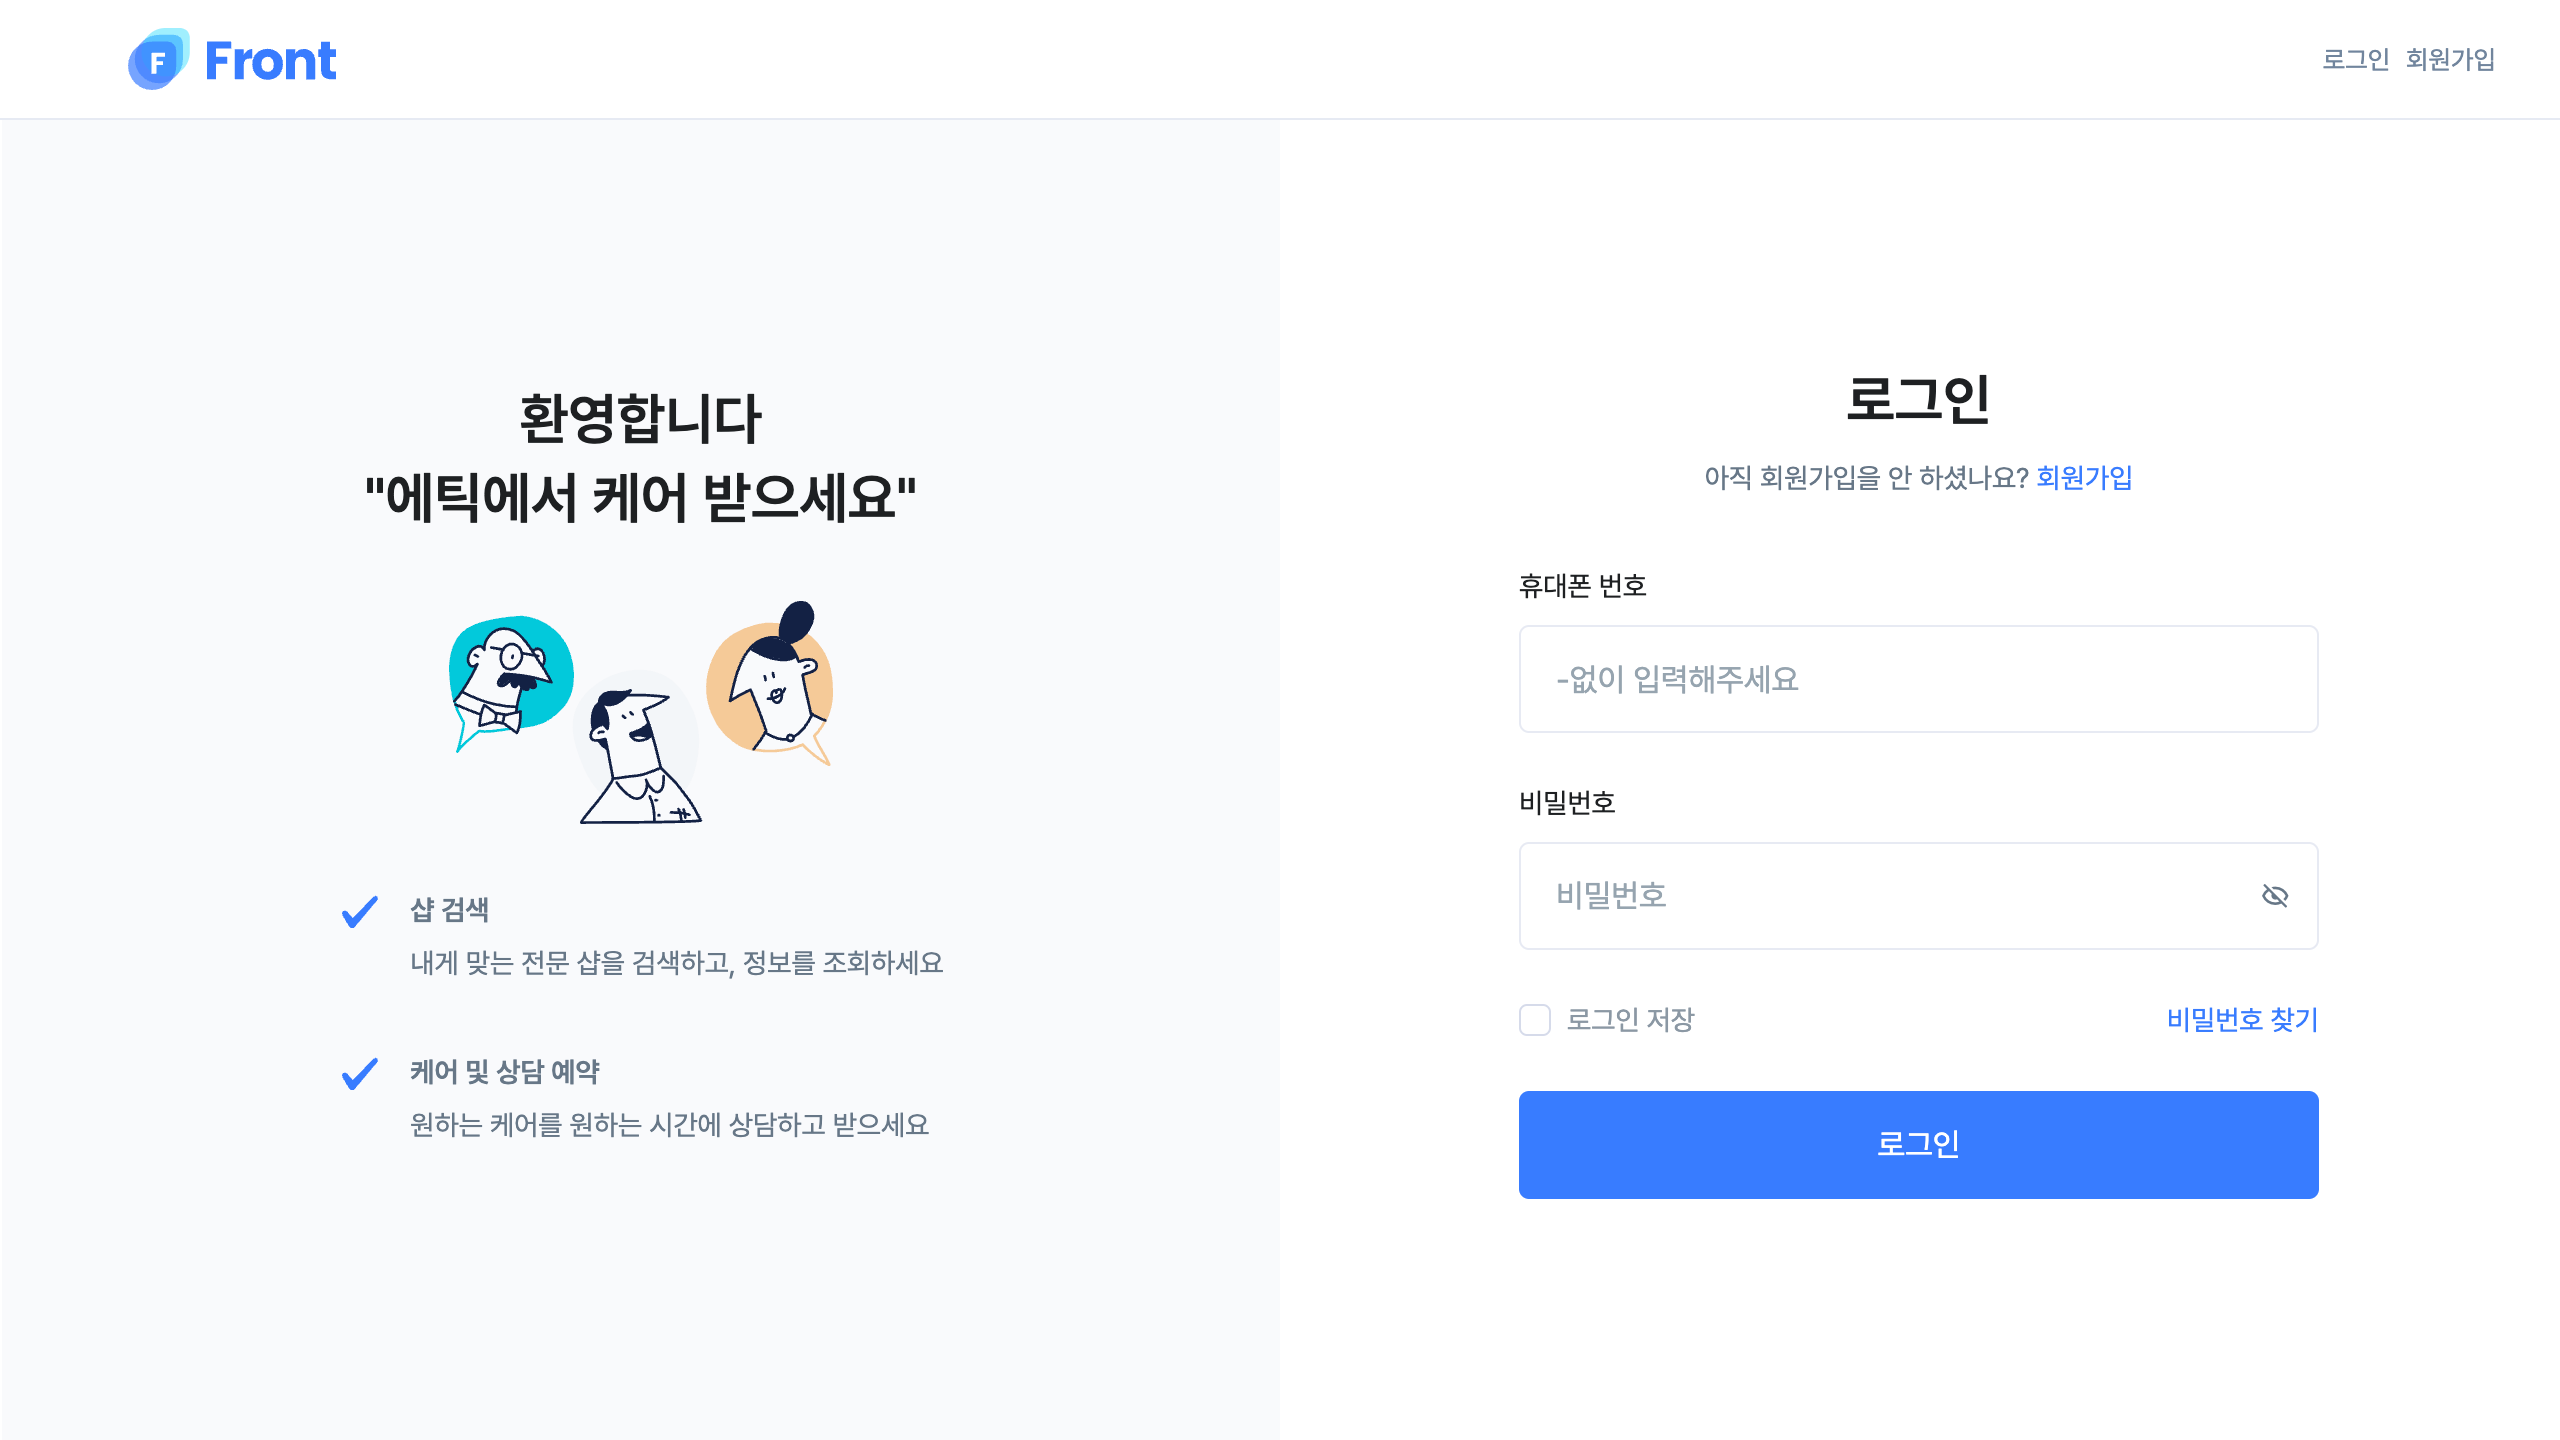 F Front
로그인 회원가입
환영합니다
"에틱에서 케어 받으세요"
샵 검색
내게 맞는 전문 샵을 검색하고, 정보를 조회하세요
케어 및 상담 예약
원하는 케어를 원하는 시간에 상담하고 받으세요
로그인
아직 회원가입을 안 하셨나요? 회원가입
휴대폰 번호
-없이 입력해주세요
비밀번호
비밀번호
로그인 저장
비밀번호 찾기
로그인